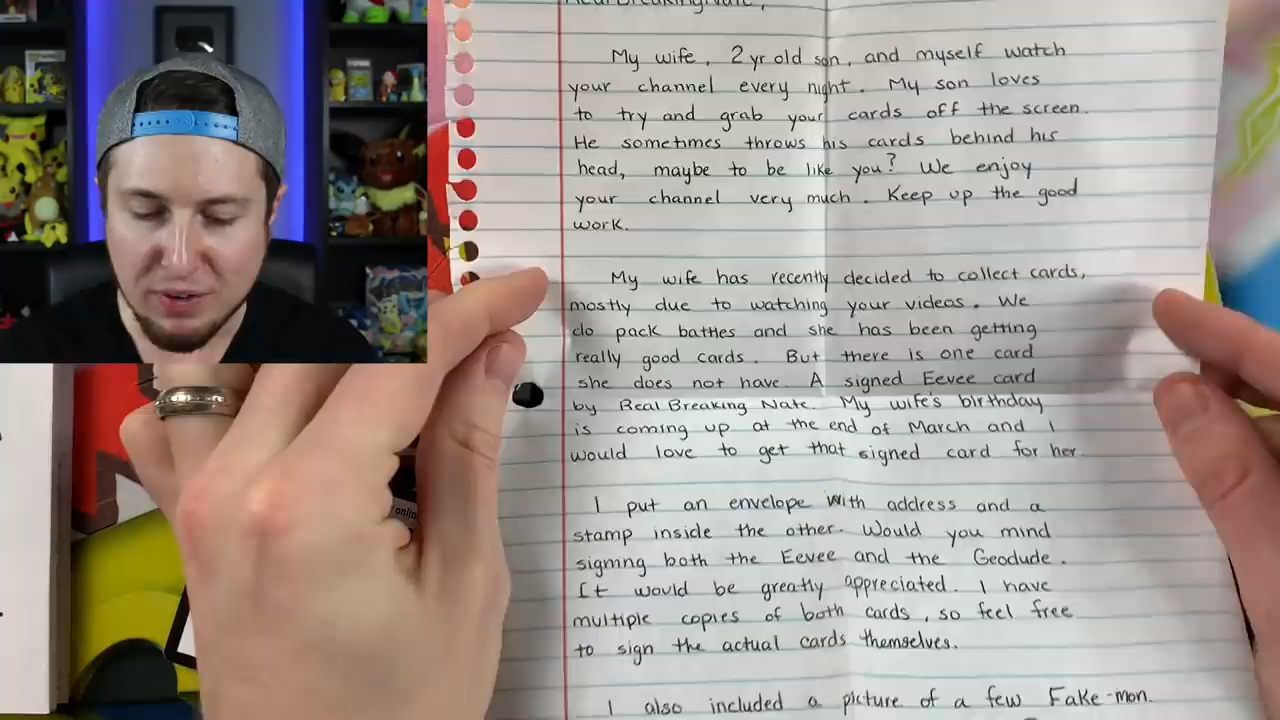 RealBreakingNate,
My wife, 2 yr old son, and myself watch
your channel every night. My son loves
to try and grab your cards off the screen.
He sometimes throws his cards behind his
head, maybe to be like you? We enjoy
your channel very much. Keep up the good
work.
My wife has recently decided to collect cards,
mostly due to watching your videos. We
do pack battles and she has been getting
really good cards. But there is one card
she does not have. A signed Eevee card
by Real Breaking Nate. My wife's birthday
is coming up at the end of March and I
would love to get that signed card for her
I put an envelope with address and a
stamp inside the other. Would you mind
signing both the Eevee and the Geodude.
It would be greatly appreciated. I have
multiple copies of both cards, so feel free
to sign the actual cards themselves.
I also included a picture of a few Fake-mon.
online